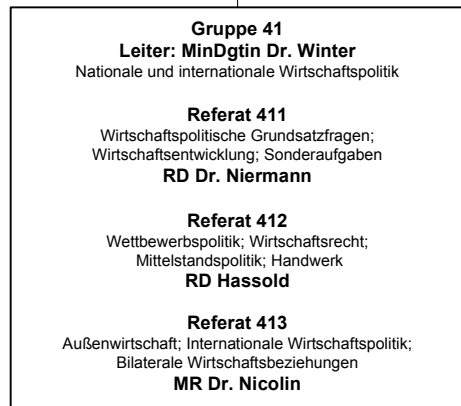 Gruppe 41
Leiter: MinDgtin Dr. Winter
Nationale und internationale Wirtschaftspolitik
Referat 411
Wirtschaftspolitische Grundsatzfragen;
Wirtschaftsentwicklung; Sonderaufgaben
RD Dr. Niermann
Referat 412
Wettbewerbspolitik; Wirtschaftsrecht;
Mittelstandspolitik; Handwerk
RD Hassold
Referat 413
Außenwirtschaft; Internationale Wirtschaftspolitik;
Bilaterale Wirtschaftsbeziehungen
MR Dr. Nicolin